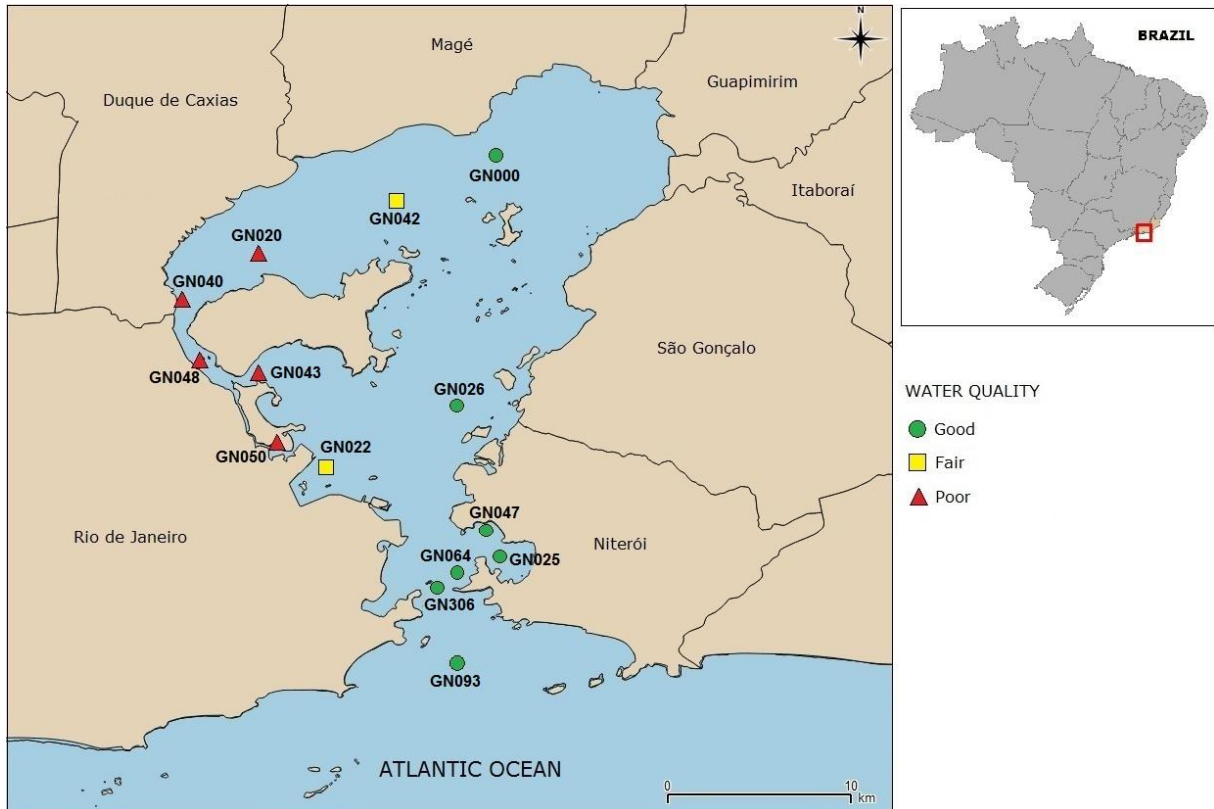 N
Magé
BRAZIL
Guapimirim
Duque de Caxias
GN000
Itaboraí
GN042
GN020
GN040
São Gonçalo
GN048
GN043
GN026
WATER QUALITY
Good
GN050
GN022
Fair
Poor
GN047
Rio de Janeiro
Niterói
GN064
GN025
GN306
GN093
ATLANTIC OCEAN
0
10
km